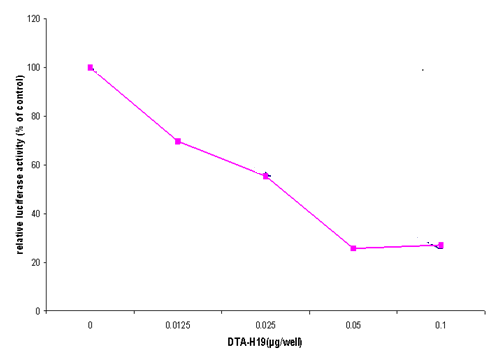 120
100
80
60
40
20
0
relative luciferase activity (% of control)
0 0.0125 0.025 0.05 0.1
DTA-H19(µg/well)